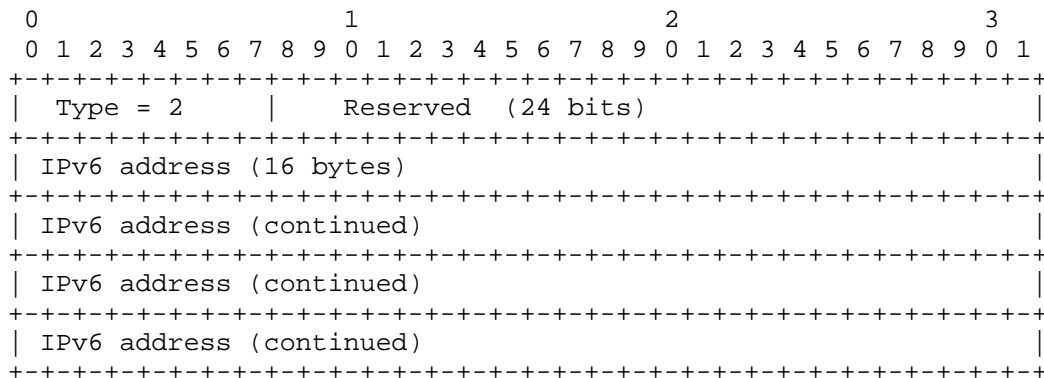 0                   1                   2                   3
 0 1 2 3 4 5 6 7 8 9 0 1 2 3 4 5 6 7 8 9 0 1 2 3 4 5 6 7 8 9 0 1
+-+-+-+-+-+-+-+-+-+-+-+-+-+-+-+-+-+-+-+-+-+-+-+-+-+-+-+-+-+-+-+-+
|  Type = 2     |    Reserved  (24 bits)                        |
+-+-+-+-+-+-+-+-+-+-+-+-+-+-+-+-+-+-+-+-+-+-+-+-+-+-+-+-+-+-+-+-+
| IPv6 address (16 bytes)                                       |
+-+-+-+-+-+-+-+-+-+-+-+-+-+-+-+-+-+-+-+-+-+-+-+-+-+-+-+-+-+-+-+-+
| IPv6 address (continued)                                      |
+-+-+-+-+-+-+-+-+-+-+-+-+-+-+-+-+-+-+-+-+-+-+-+-+-+-+-+-+-+-+-+-+
| IPv6 address (continued)                                      |
+-+-+-+-+-+-+-+-+-+-+-+-+-+-+-+-+-+-+-+-+-+-+-+-+-+-+-+-+-+-+-+-+
| IPv6 address (continued)                                      |
+-+-+-+-+-+-+-+-+-+-+-+-+-+-+-+-+-+-+-+-+-+-+-+-+-+-+-+-+-+-+-+-+